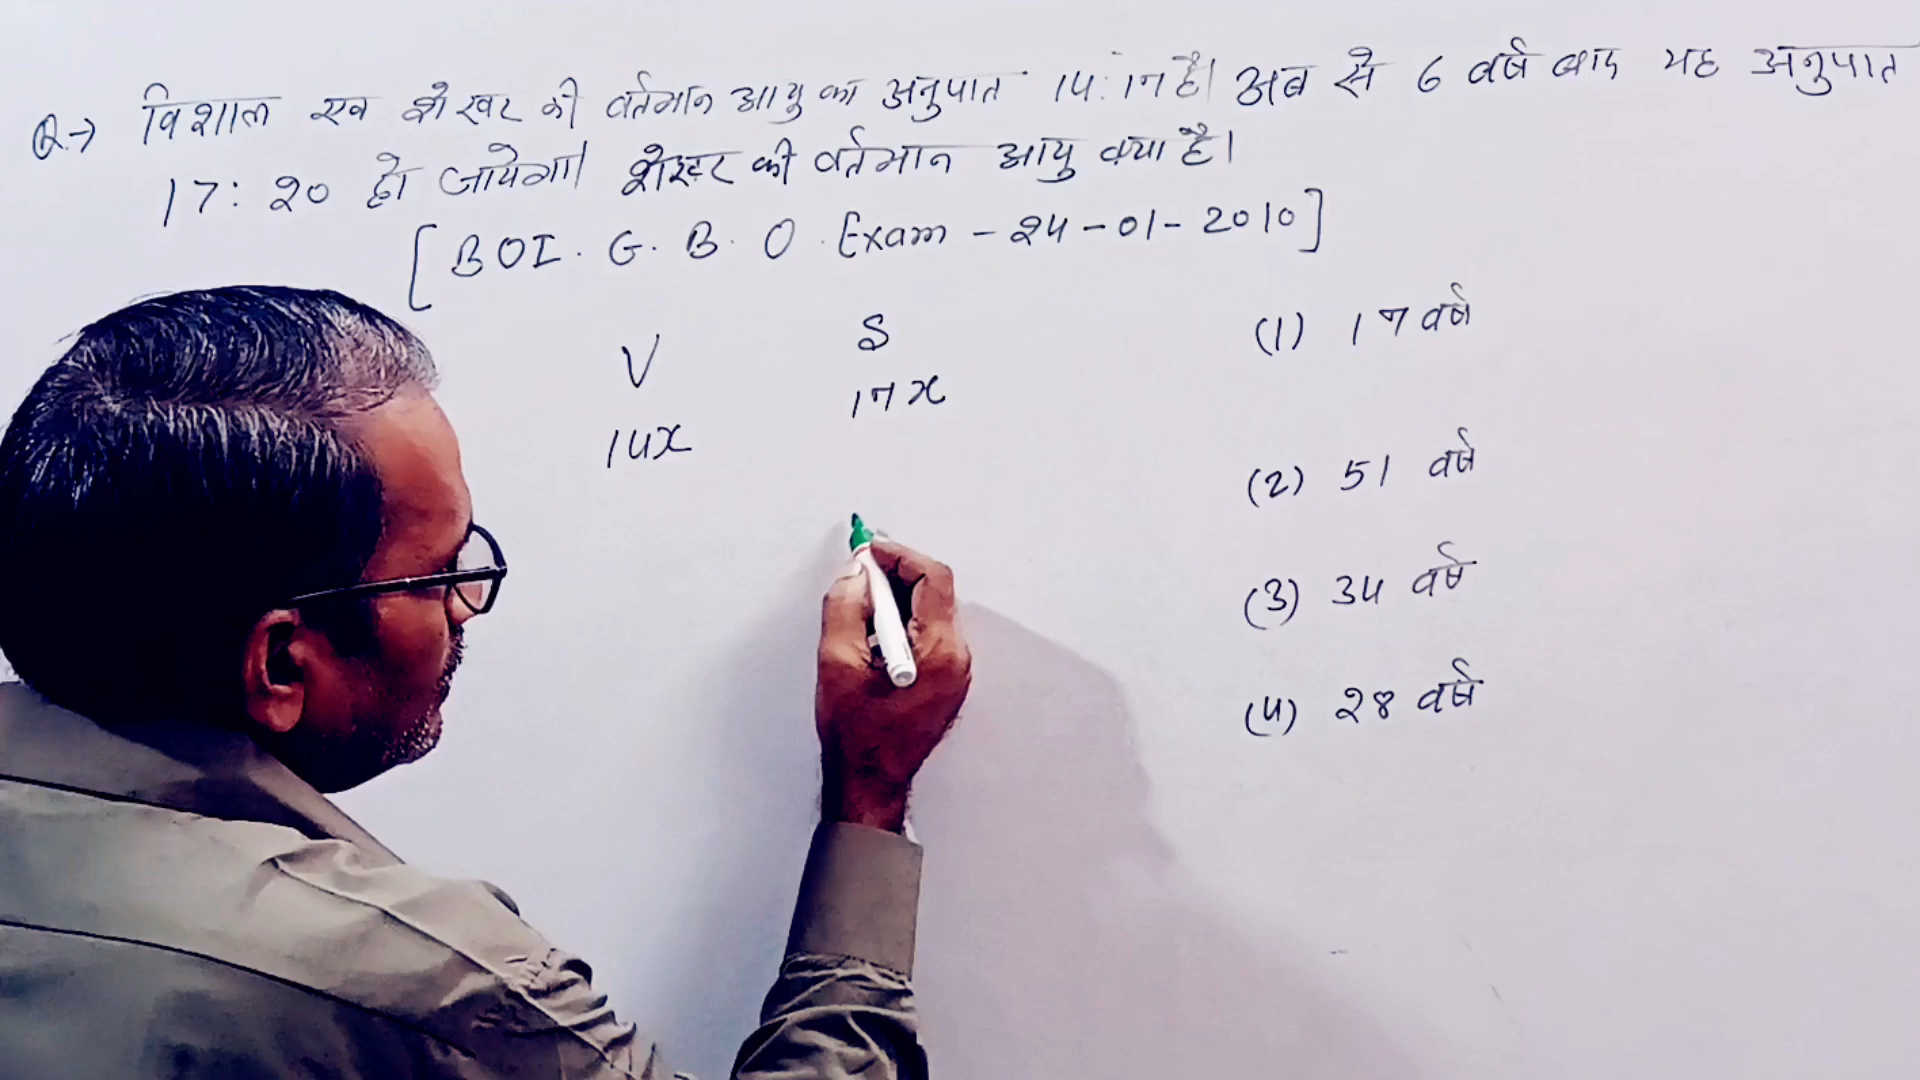 Q.→ विशाल एव शेखर की वर्तमान आयु का अनुपात 14:17 है। अब से 6 वर्ष बाद यह अनुपात
17:20 हो जायेगा। शेखर की वर्तमान आयु क्या है।
[BOI. G. B. O. Exam - 24-01-2010]
V S
14x 17x
(1) 17 वर्ष
(2) 51 वर्ष
(3) 34 वर्ष
(4) 28 वर्ष